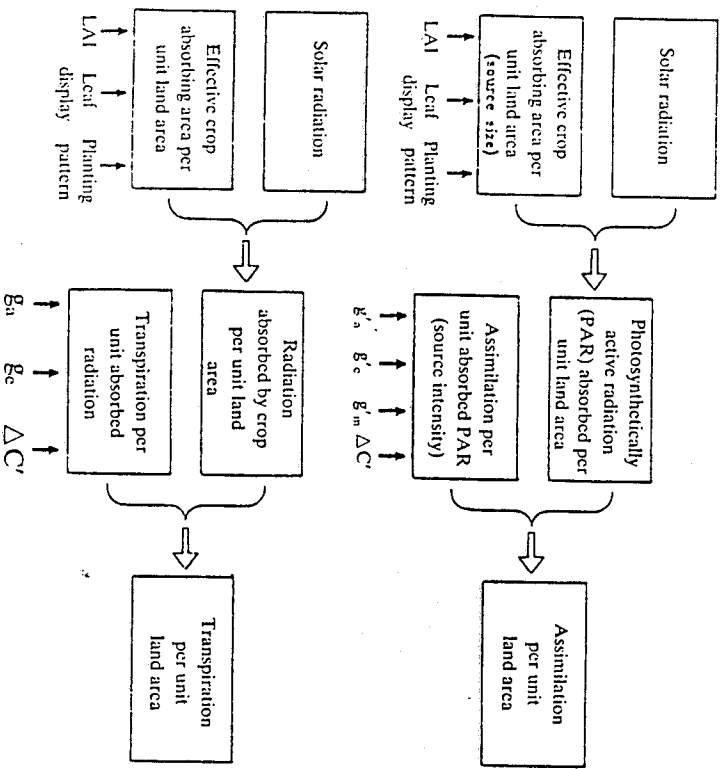 Solar radiation
Effective crop
absorbing area per
unit land area
(source size)
LAI Leaf Planting
display pattern
Photosynthetically
active radiation
(PAR) absorbed per
unit land area
Assimilation per
unit absorbed PAR
(source intensity)
g'a g'c g'm ΔC'
Assimilation
per unit
land area
Solar radiation
Effective crop
absorbing area per
unit land area
LAI Leaf Planting
display pattern
Radiation
absorbed by crop
per unit land
area
Transpiration per
unit absorbed
radiation
ga gc ΔC'
Transpiration
per unit
land area